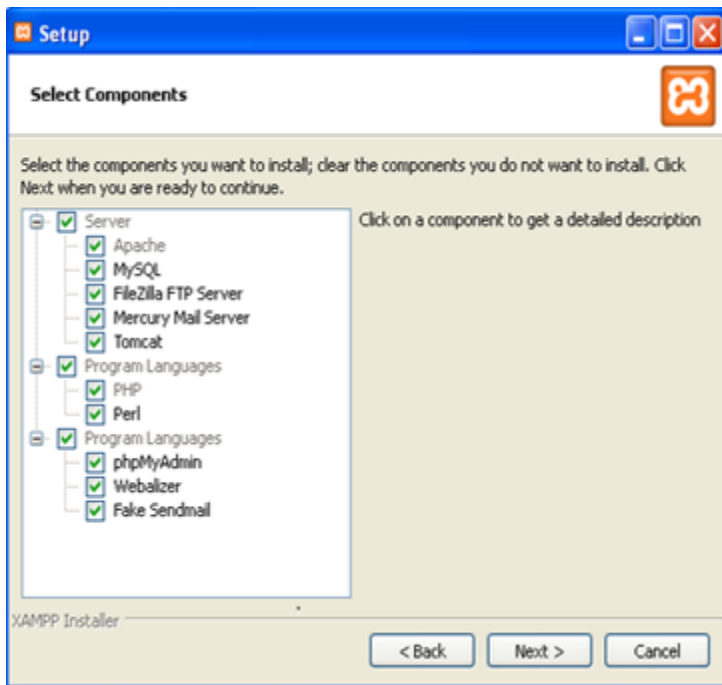 Setup
Select Components
Select the components you want to install; clear the components you do not want to install. Click
Next when you are ready to continue.
Server
Apache
MySQL
FileZilla FTP Server
Mercury Mail Server
Tomcat
Program Languages
PHP
Perl
Program Languages
phpMyAdmin
Webalizer
Fake Sendmail
Click on a component to get a detailed description
XAMPP Installer
< Back
Next >
Cancel